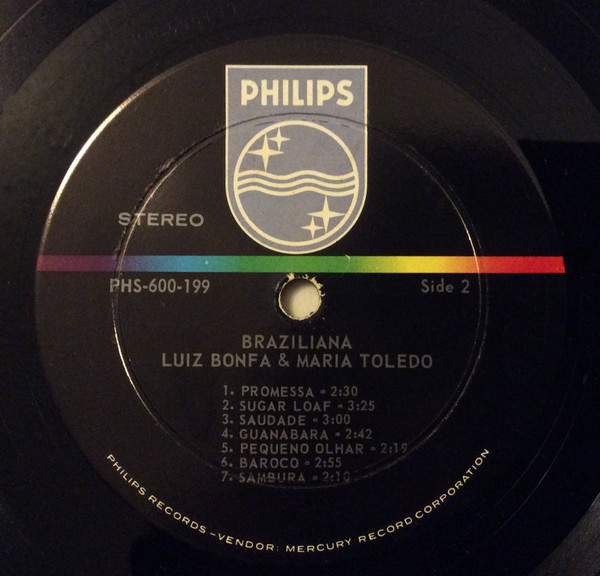 PHILIPS
STEREO
PHS-600-199
Side 2
BRAZILIANA
LUIZ BONFA & MARIA TOLEDO
1. PROMESSA • 2:30
2. SUGAR LOAF • 3:25
3. SAUDADE • 3:00
4. GUANABARA • 2:42
5. PEQUENO OLHAR • 2:19
6. BAROCO • 2:55
7. SAMBURA • 2:10
PHILIPS RECORDS – VENDOR: MERCURY RECORD CORPORATION